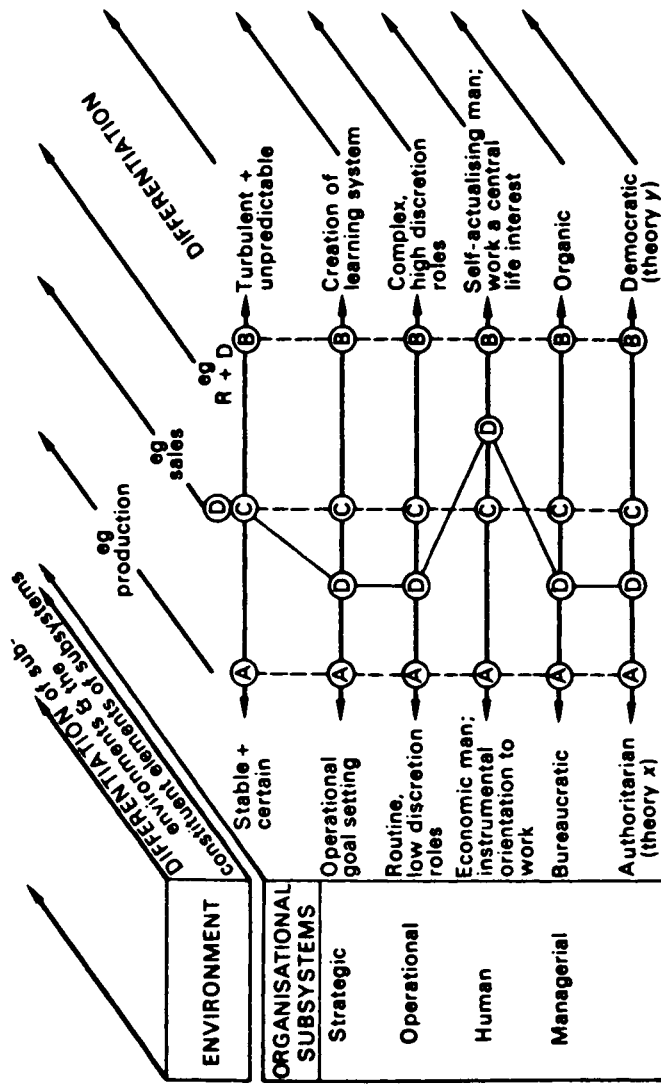 DIFFERENTIATION of sub-
environments & the
constituent elements of subsystems
eg
production
eg
sales
eg
R + D
DIFFERENTIATION
ENVIRONMENT
Stable +
certain
A
D
C
B
Turbulent +
unpredictable
ORGANISATIONAL
SUBSYSTEMS
Strategic
Operational
goal setting
A
D
C
B
Creation of
learning system
Operational
Routine,
low discretion
roles
A
D
C
B
Complex,
high discretion
roles
Human
Economic man;
instrumental
orientation to
work
A
C
D
B
Self-actualising man;
work a central
life interest
Managerial
Bureaucratic
A
D
C
B
Organic
Authoritarian
(theory x)
A
D
C
B
Democratic
(theory y)